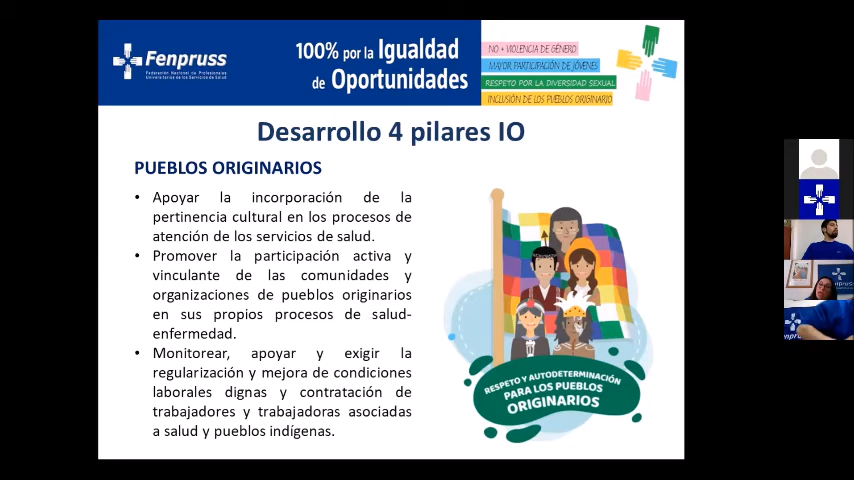 Fenpruss
Federación Nacional de Profesionales
Universitarios de los Servicios de Salud
100% por la Igualdad
de Oportunidades
NO + VIOLENCIA DE GÉNERO
MAYOR PARTICIPACIÓN DE JÓVENES
RESPETO POR LA DIVERSIDAD SEXUAL
INCLUSIÓN DE LOS PUEBLOS ORIGINARIO
Desarrollo 4 pilares IO
PUEBLOS ORIGINARIOS
• Apoyar la incorporación de la
pertinencia cultural en los procesos de
atención de los servicios de salud.
• Promover la participación activa y
vinculante de las comunidades y
organizaciones de pueblos originarios
en sus propios procesos de salud-
enfermedad.
• Monitorear, apoyar y exigir la
regularización y mejora de condiciones
laborales dignas y contratación de
trabajadores y trabajadoras asociadas
a salud y pueblos indígenas.
RESPETO Y AUTODETERMINACIÓN
PARA LOS PUEBLOS
ORIGINARIOS